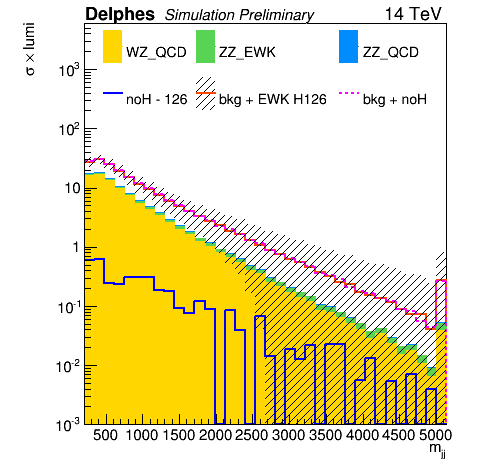 Delphes Simulation Preliminary 14 TeV
σ × lumi
WZ_QCD ZZ_EWK ZZ_QCD
noH - 126 bkg + EWK H126 bkg + noH
10³
10²
10
1
10⁻¹
10⁻²
10⁻³
500 1000 1500 2000 2500 3000 3500 4000 4500 5000
m_jj